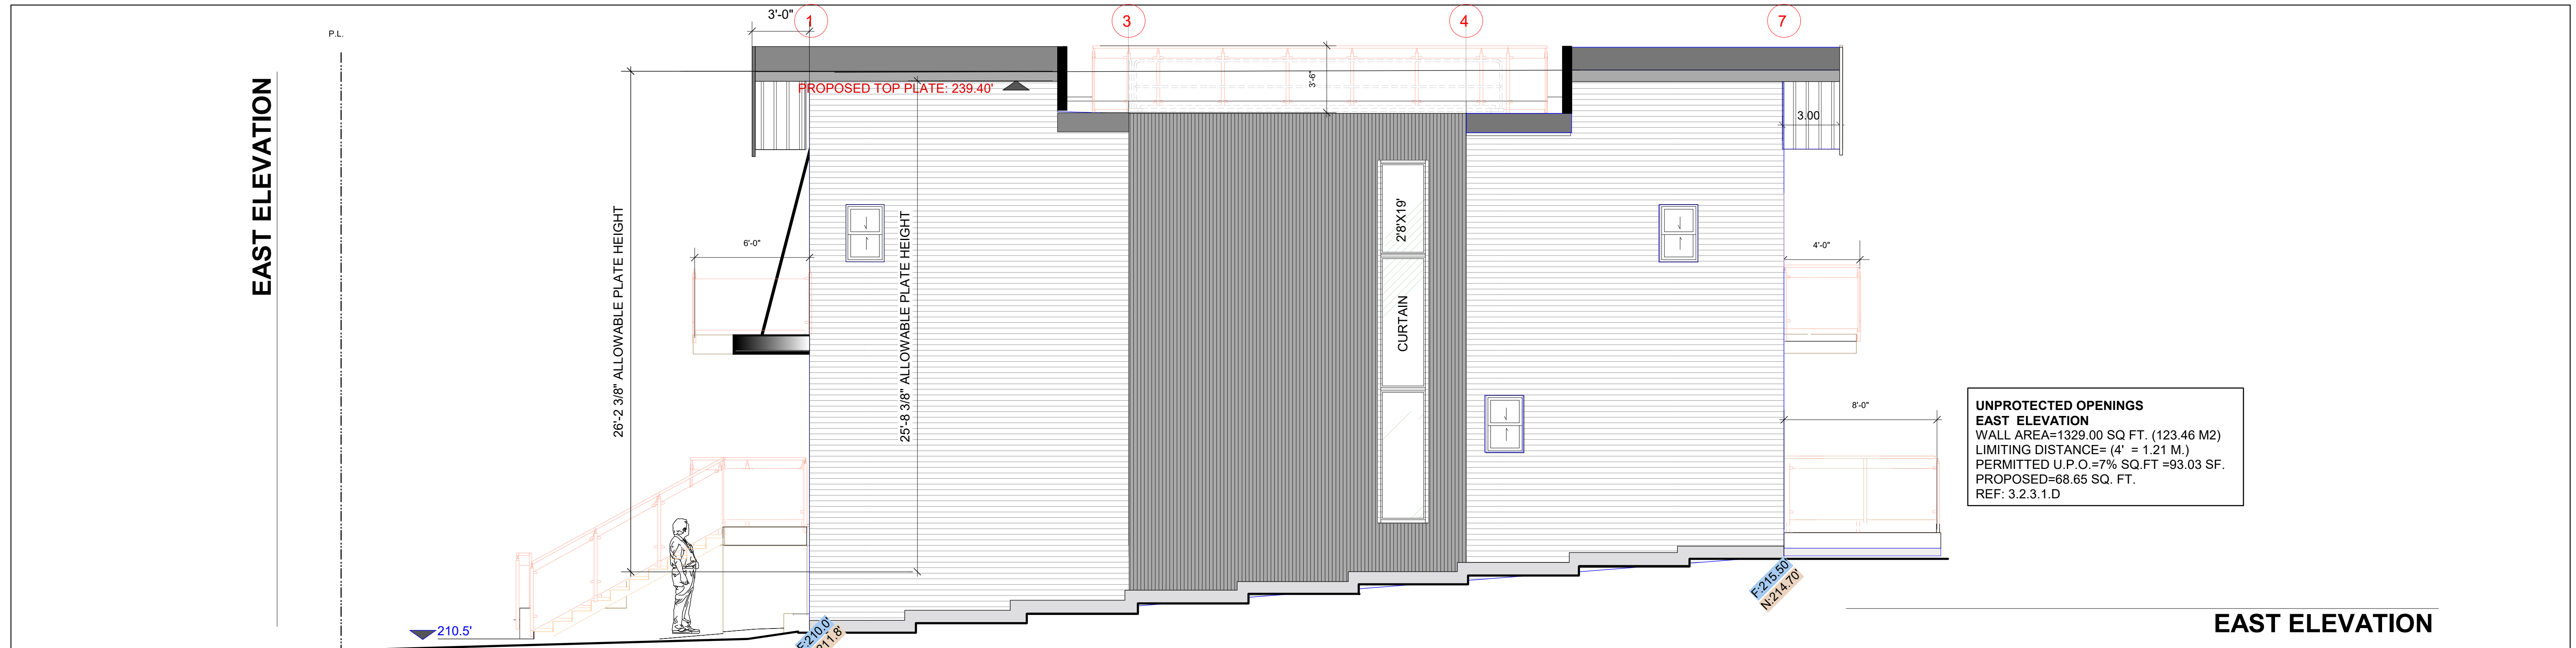 3'-0"
1
3
4
7
P.L.
EAST ELEVATION
PROPOSED TOP PLATE: 239.40'
3'-6"
3.00
26'-2 3/8" ALLOWABLE PLATE HEIGHT
25'-8 3/8" ALLOWABLE PLATE HEIGHT
6'-0"
2'8'X19'
CURTAIN
4'-0"
8'-0"
UNPROTECTED OPENINGS
EAST ELEVATION
WALL AREA=1329.00 SQ FT. (123.46 M2)
LIMITING DISTANCE= (4' = 1.21 M.)
PERMITTED U.P.O.=7% SQ.FT =93.03 SF.
PROPOSED=68.65 SQ. FT.
REF: 3.2.3.1.D
F:215.50'
N:214.70'
210.5'
F:210.0'
211.8'
EAST ELEVATION